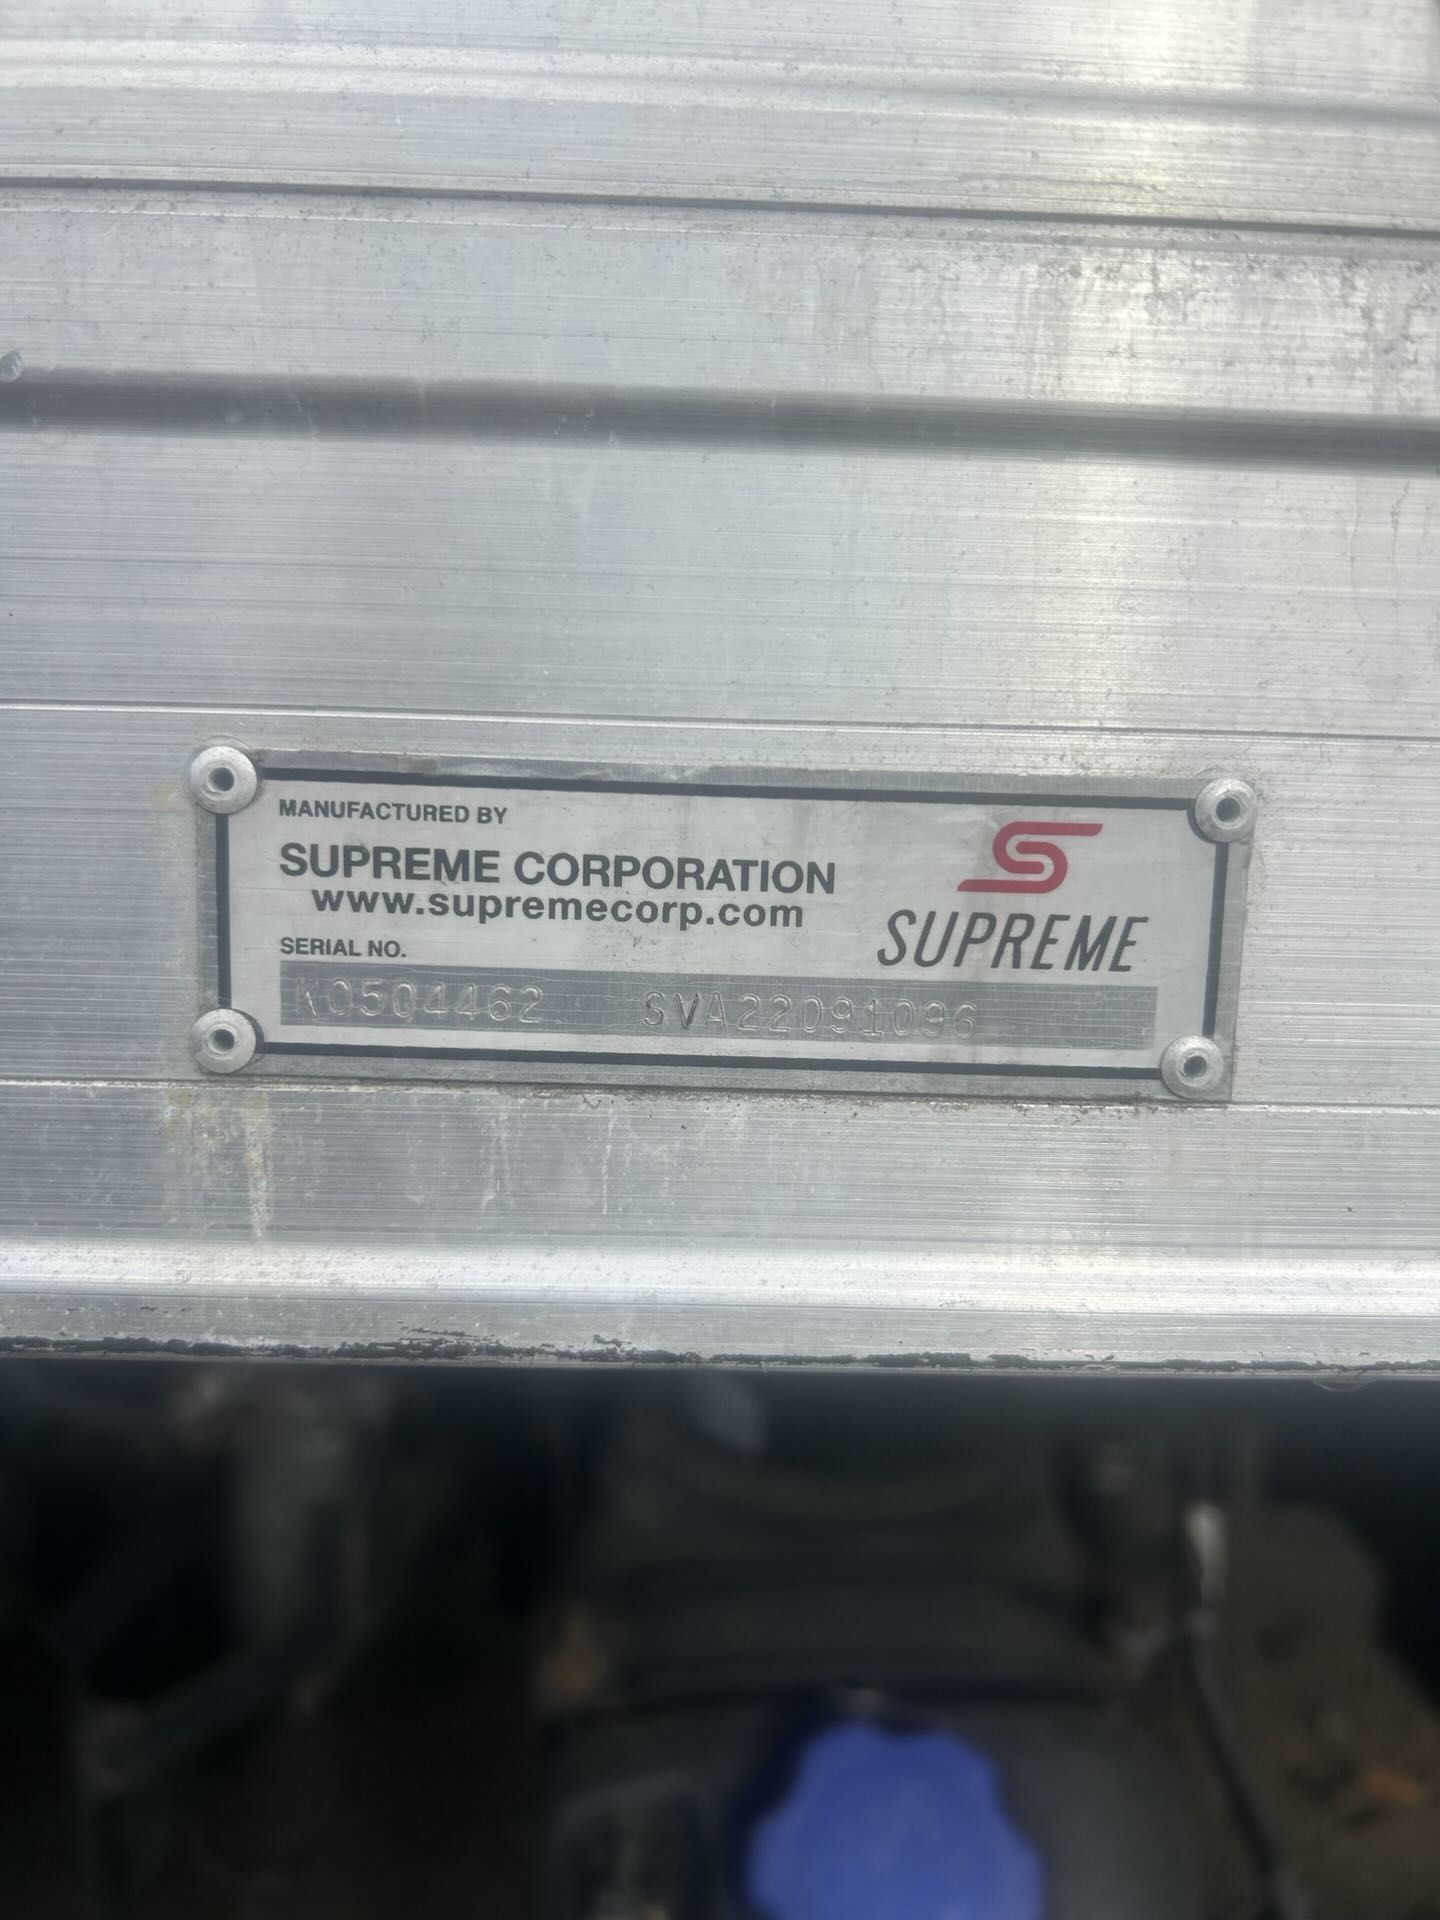 MANUFACTURED BY
SUPREME CORPORATION
www.supremecorp.com
SUPREME
SERIAL NO.
K0504462 SVA22091096